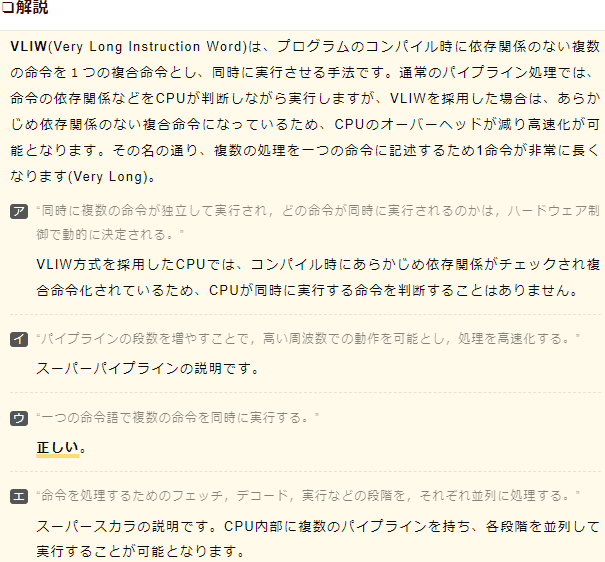 ❏解説
VLIW(Very Long Instruction Word)は、プログラムのコンパイル時に依存関係のない複数
の命令を１つの複合命令とし、同時に実行させる手法です。通常のパイプライン処理では、
命令の依存関係などをCPUが判断しながら実行しますが、VLIWを採用した場合は、あらか
じめ依存関係のない複合命令になっているため、CPUのオーバーヘッドが減り高速化が可
能となります。その名の通り、複数の処理を一つの命令に記述するため1命令が非常に長く
なります(Very Long)。
ア “同時に複数の命令が独立して実行され，どの命令が同時に実行されるのかは，ハードウェア制
御で動的に決定される。”
VLIW方式を採用したCPUでは、コンパイル時にあらかじめ依存関係がチェックされ複
合命令化されているため、CPUが同時に実行する命令を判断することはありません。
イ “パイプラインの段数を増やすことで，高い周波数での動作を可能とし，処理を高速化する。”
スーパーパイプラインの説明です。
ウ “一つの命令語で複数の命令を同時に実行する。”
正しい。
エ “命令を処理するためのフェッチ，デコード，実行などの段階を，それぞれ並列に処理する。”
スーパースカラの説明です。CPU内部に複数のパイプラインを持ち、各段階を並列して
実行することが可能となります。